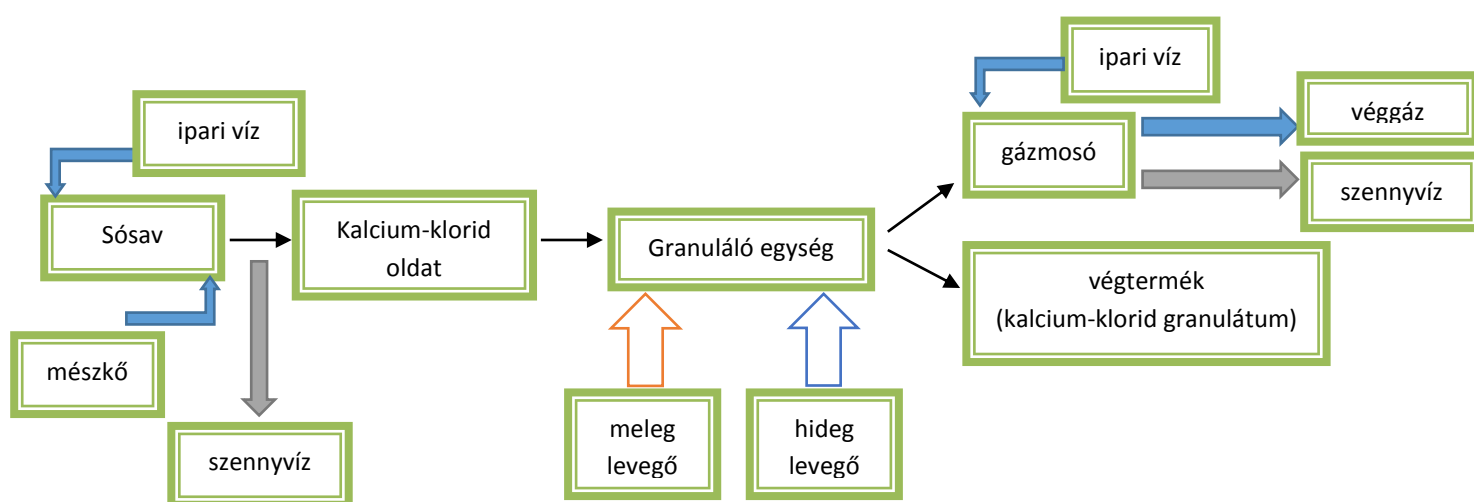 ipari víz
ipari víz
véggáz
gázmosó
szennyvíz
Sósav
Kalcium-klorid
oldat
Granuláló egység
végtermék
(kalcium-klorid granulátum)
mészkő
szennyvíz
meleg
levegő
hideg
levegő